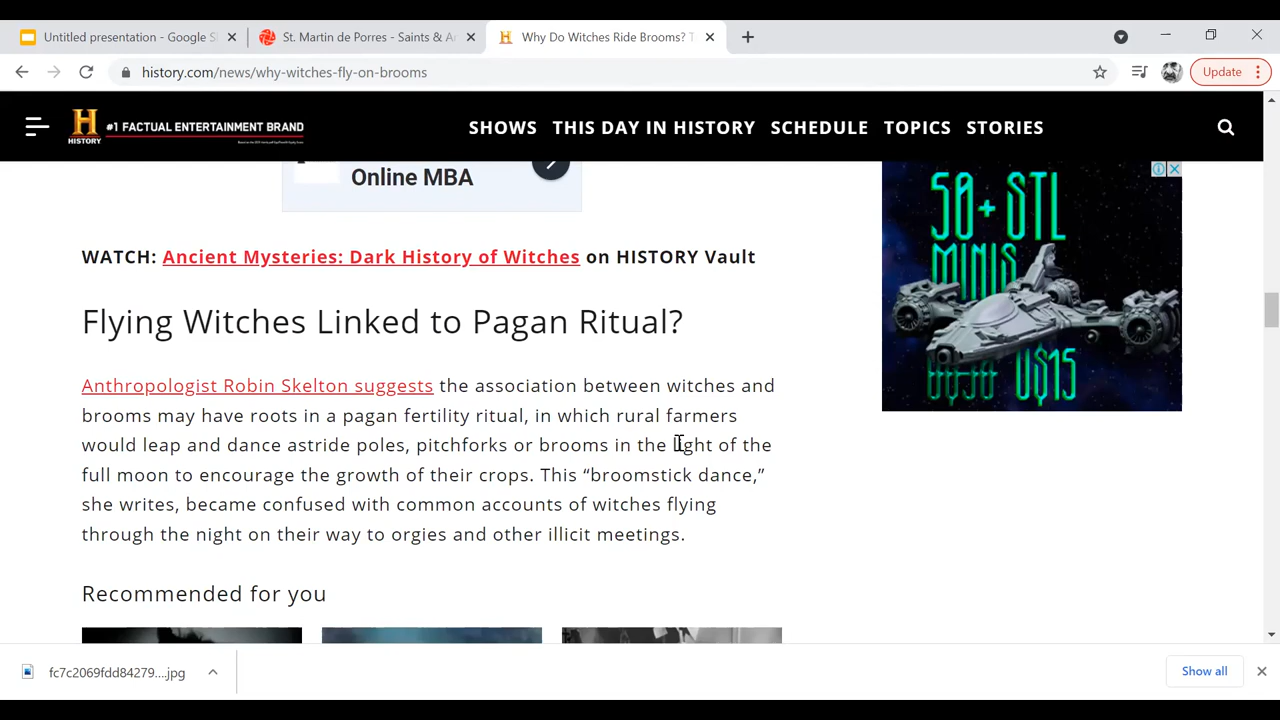 Untitled presentation - Google Sl
St. Martin de Porres - Saints & An
Why Do Witches Ride Brooms? T
history.com/news/why-witches-fly-on-brooms
Update
H
HISTORY
#1 FACTUAL ENTERTAINMENT BRAND
SHOWS THIS DAY IN HISTORY SCHEDULE TOPICS STORIES
Online MBA
50+ STL
MINIS
U$15
WATCH: Ancient Mysteries: Dark History of Witches on HISTORY Vault
Flying Witches Linked to Pagan Ritual?
Anthropologist Robin Skelton suggests the association between witches and
brooms may have roots in a pagan fertility ritual, in which rural farmers
would leap and dance astride poles, pitchforks or brooms in the light of the
full moon to encourage the growth of their crops. This “broomstick dance,”
she writes, became confused with common accounts of witches flying
through the night on their way to orgies and other illicit meetings.
Recommended for you
fc7c2069fdd84279....jpg
Show all